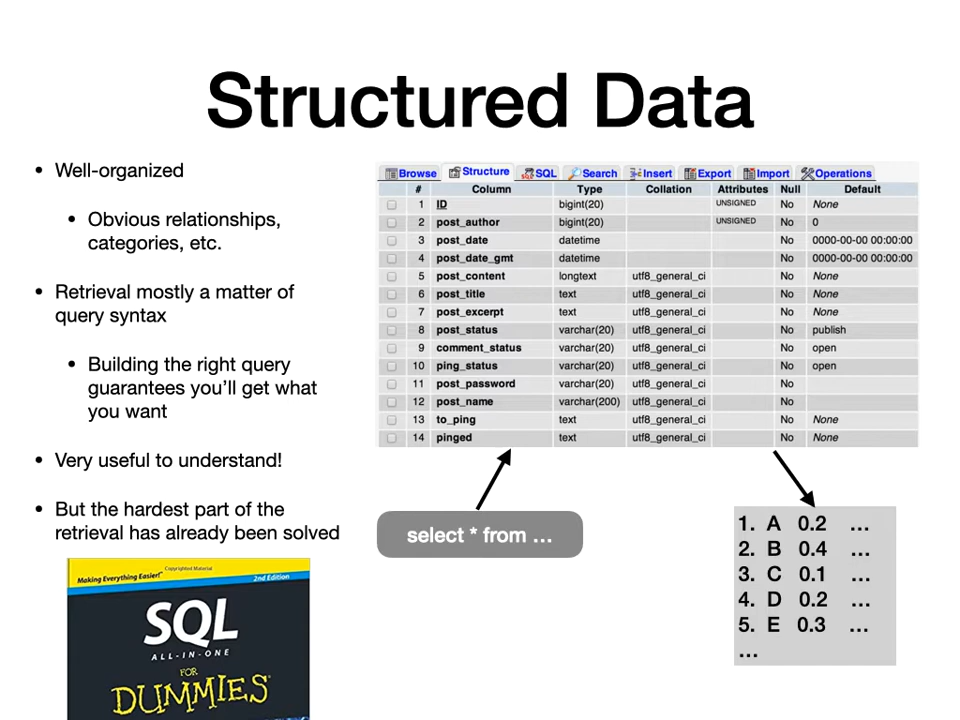 Structured Data
• Well-organized
• Obvious relationships,
categories, etc.
• Retrieval mostly a matter of
query syntax
• Building the right query
guarantees you'll get what
you want
• Very useful to understand!
• But the hardest part of the
retrieval has already been solved
Browse Structure SQL Search Insert Export Import Operations
# Column Type Collation Attributes Null Default
1 ID bigint(20) UNSIGNED No None
2 post_author bigint(20) UNSIGNED No 0
3 post_date datetime No 0000-00-00 00:00:00
4 post_date_gmt datetime No 0000-00-00 00:00:00
5 post_content longtext utf8_general_ci No None
6 post_title text utf8_general_ci No None
7 post_excerpt text utf8_general_ci No None
8 post_status varchar(20) utf8_general_ci No publish
9 comment_status varchar(20) utf8_general_ci No open
10 ping_status varchar(20) utf8_general_ci No open
11 post_password varchar(20) utf8_general_ci No
12 post_name varchar(200) utf8_general_ci No
13 to_ping text utf8_general_ci No None
14 pinged text utf8_general_ci No None
select * from …
1. A 0.2 …
2. B 0.4 …
3. C 0.1 …
4. D 0.2 …
5. E 0.3 …
…
Copyrighted Material
Making Everything Easier!™
2nd Edition
SQL
ALL-IN-ONE
FOR
DUMMIES